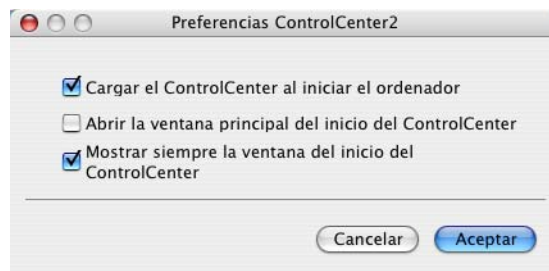 Preferencias ControlCenter2
Cargar el ControlCenter al iniciar el ordenador
Abrir la ventana principal del inicio del ControlCenter
Mostrar siempre la ventana del inicio del
ControlCenter
Cancelar
Aceptar